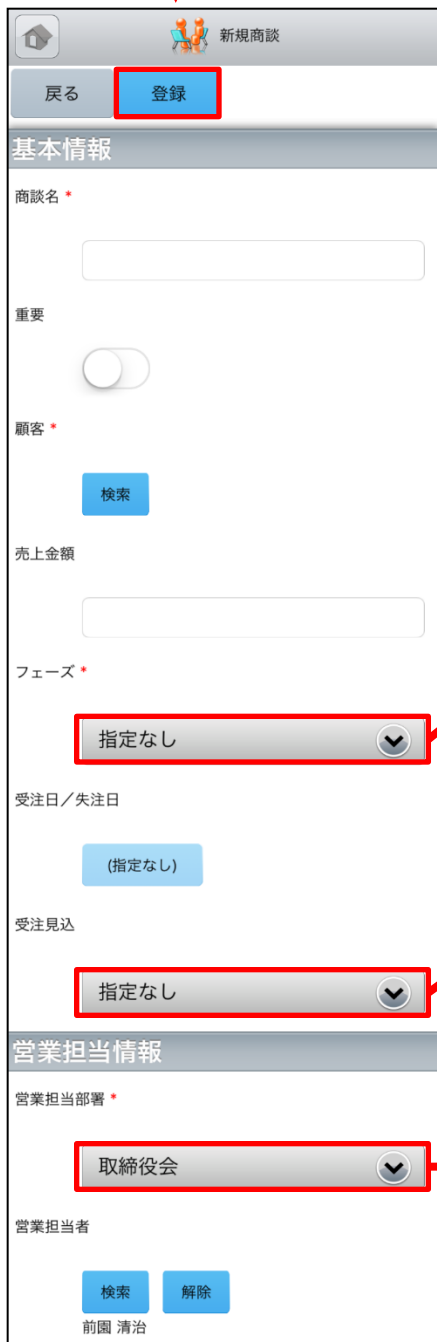 新規商談
戻る 登録
基本情報
商談名 *
重要
顧客 *
検索
売上金額
フェーズ *
指定なし
受注日／失注日
(指定なし)
受注見込
指定なし
営業担当情報
営業担当部署 *
取締役会
営業担当者
検索 解除
前園 清治